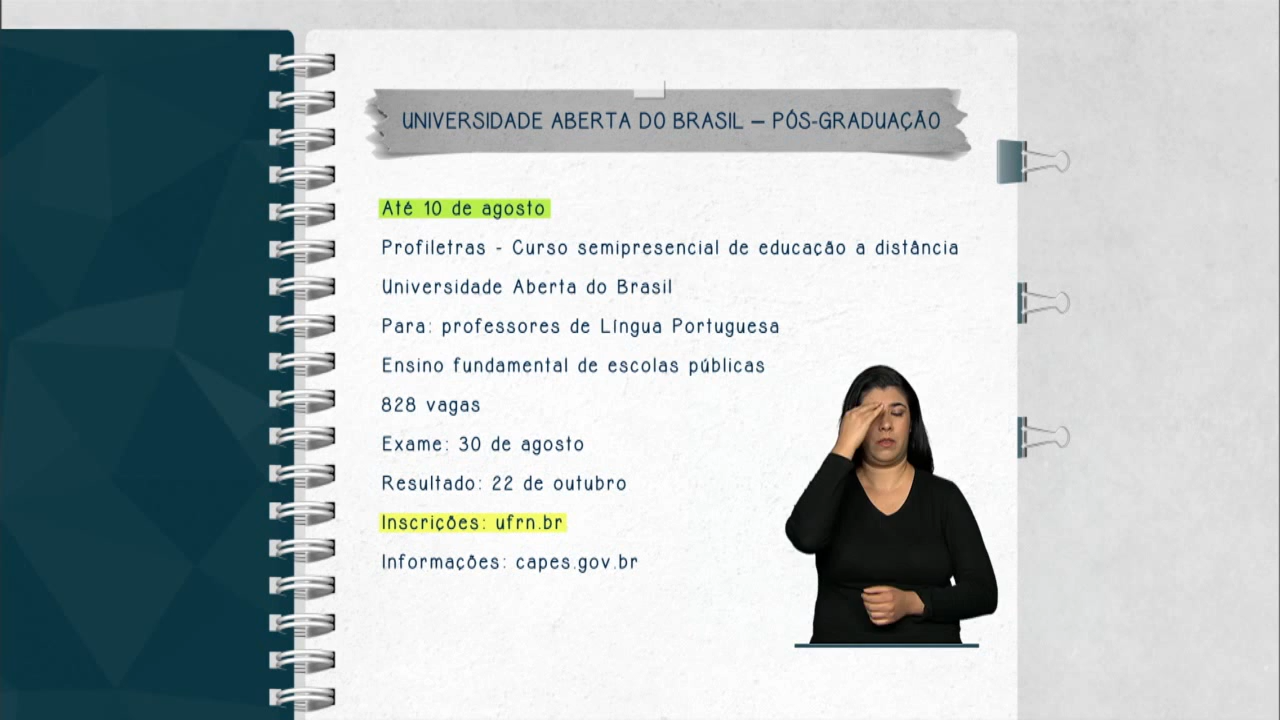 UNIVERSIDADE ABERTA DO BRASIL – PÓS-GRADUAÇÃO
Até 10 de agosto
Profiletras - Curso semipresencial de educação a distância
Universidade Aberta do Brasil
Para: professores de Língua Portuguesa
Ensino fundamental de escolas públicas
828 vagas
Exame: 30 de agosto
Resultado: 22 de outubro
Inscrições: ufrn.br
Informações: capes.gov.br